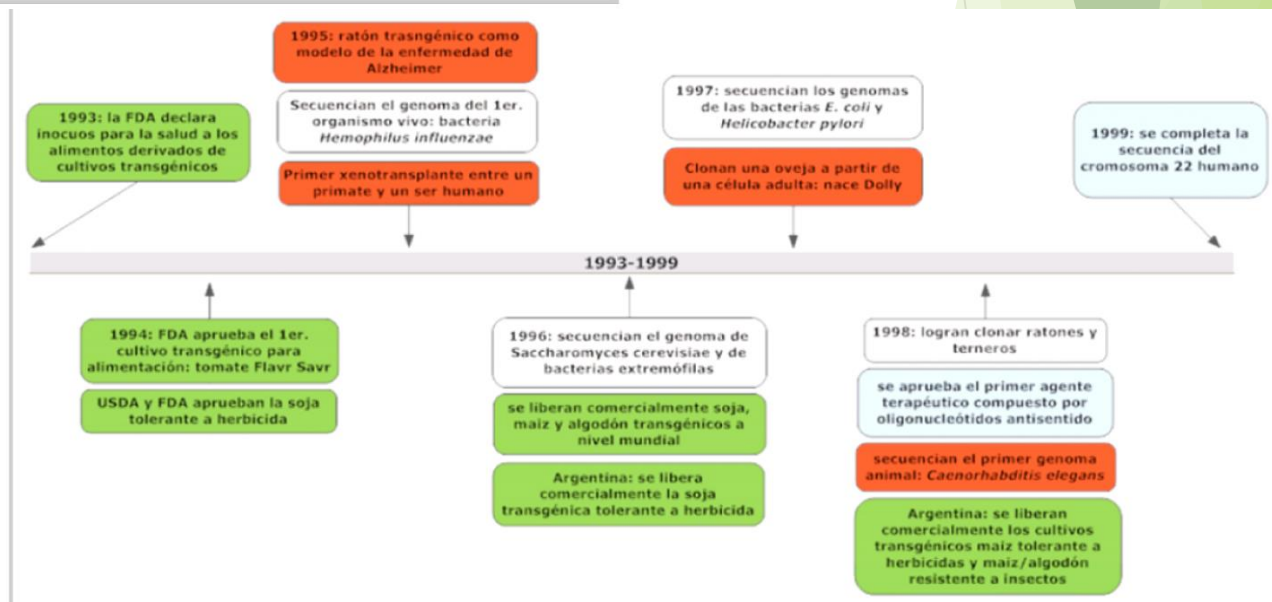 1993: la FDA declara
inocuos para la salud a los
alimentos derivados de
cultivos transgénicos
1995: ratón trasngénico como
modelo de la enfermedad de
Alzheimer
Secuencian el genoma del 1er.
organismo vivo: bacteria
Hemophilus influenzae
Primer xenotransplante entre un
primate y un ser humano
1997: secuencian los genomas
de las bacterias E. coli y
Helicobacter pylori
Clonan una oveja a partir de
una célula adulta: nace Dolly
1999: se completa la
secuencia del
cromosoma 22 humano
1993-1999
1994: FDA aprueba el 1er.
cultivo transgénico para
alimentación: tomate Flavr Savr
USDA y FDA aprueban la soja
tolerante a herbicida
1996: secuencian el genoma de
Saccharomyces cerevisiae y de
bacterias extremófilas
se liberan comercialmente soja,
maiz y algodón transgénicos a
nivel mundial
Argentina: se libera
comercialmente la soja
transgénica tolerante a herbicida
1998: logran clonar ratones y
terneros
se aprueba el primer agente
terapéutico compuesto por
oligonucleótidos antisentido
secuencian el primer genoma
animal: Caenorhabditis elegans
Argentina: se liberan
comercialmente los cultivos
transgénicos maiz tolerante a
herbicidas y maiz/algodón
resistente a insectos